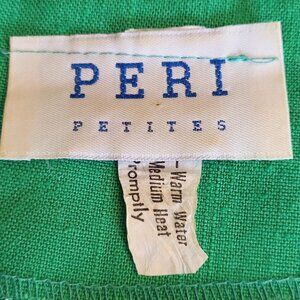 PERI
PETITES
-Warm Water
Medium Heat
Promptly